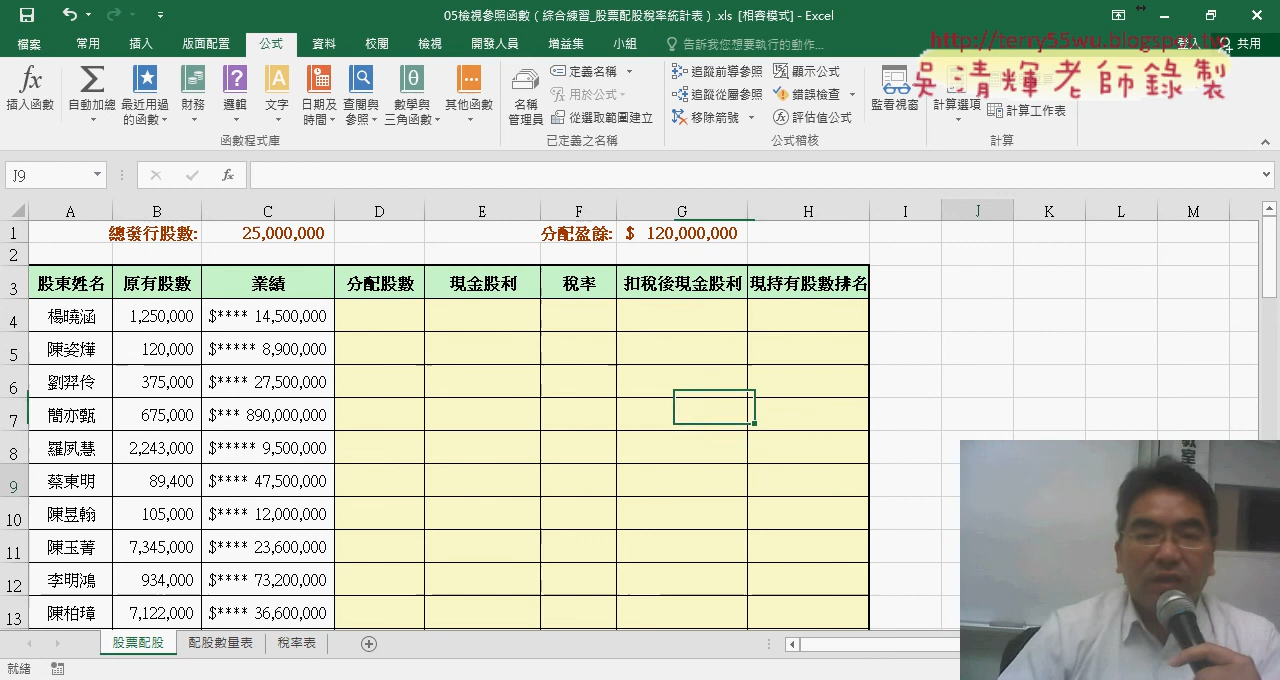 05檢視參照函數（綜合練習_股票配股稅率統計表）.xls [相容模式] - Excel
檔案 常用 插入 版面配置 公式 資料 校閱 檢視 開發人員 增益集 小組 告訴我您想要執行的動作... 登入 共用
http://terry55wu.blogspot.tw
吳清輝老師錄製
插入函數 自動加總 最近用過的函數 財務 邏輯 文字 日期及時間 查閱與參照 數學與三角函數 其他函數
函數程式庫
名稱管理員 定義名稱 用於公式 從選取範圍建立
已定義之名稱
追蹤前導參照 追蹤從屬參照 移除箭號 顯示公式 錯誤檢查 評估值公式 監看視窗
公式稽核
計算選項 計算工作表
計算
J9 fx
A B C D E F G H I J K L M
1 總發行股數: 25,000,000 分配盈餘: $ 120,000,000
2
3 股東姓名 原有股數 業績 分配股數 現金股利 稅率 扣稅後現金股利 現持有股數排名
4 楊曉涵 1,250,000 $**** 14,500,000
5 陳姿燁 120,000 $***** 8,900,000
6 劉羿伶 375,000 $**** 27,500,000
7 簡亦甄 675,000 $*** 890,000,000
8 羅夙慧 2,243,000 $***** 9,500,000
9 蔡東明 89,400 $**** 47,500,000
10 陳昱翰 105,000 $**** 12,000,000
11 陳玉菁 7,345,000 $**** 23,600,000
12 李明鴻 934,000 $**** 73,200,000
13 陳柏璋 7,122,000 $**** 36,600,000
股票配股 配股數量表 稅率表
就緒